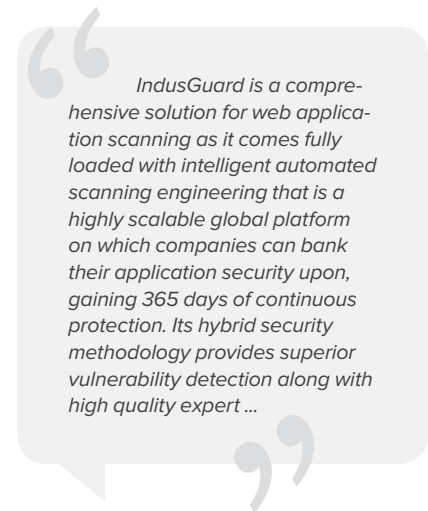 IndusGuard is a compre-
hensive solution for web applica-
tion scanning as it comes fully
loaded with intelligent automated
scanning engineering that is a
highly scalable global platform
on which companies can bank
their application security upon,
gaining 365 days of continuous
protection. Its hybrid security
methodology provides superior
vulnerability detection along with
high quality expert ...